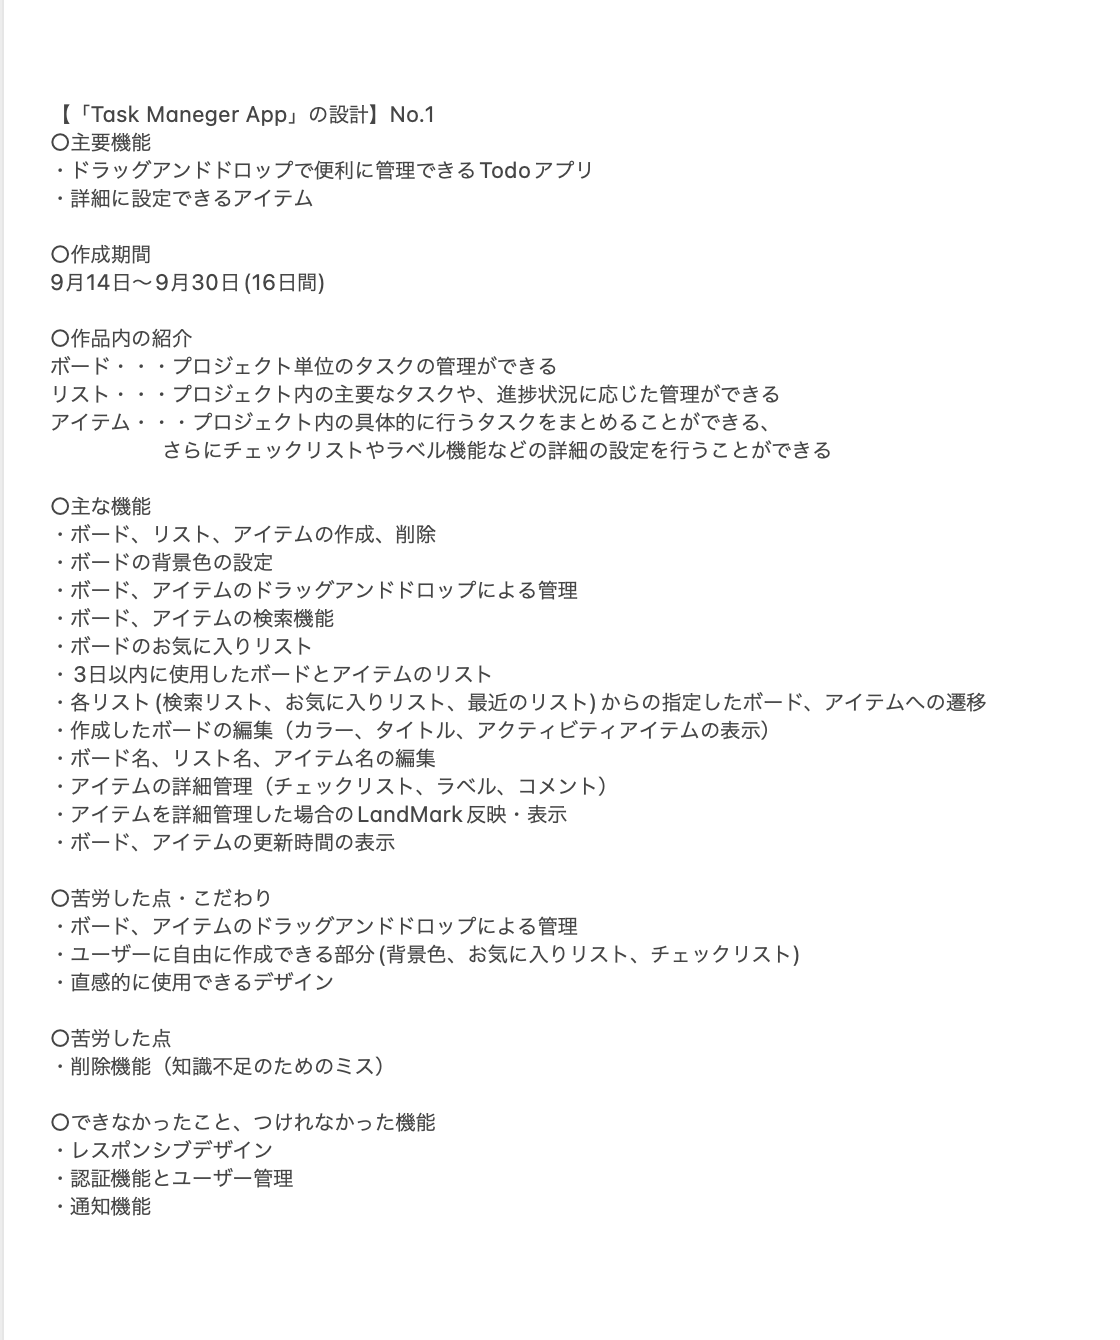 【「Task Maneger App」の設計】No.1
〇主要機能
・ドラッグアンドドロップで便利に管理できるTodoアプリ
・詳細に設定できるアイテム
〇作成期間
9月14日〜9月30日(16日間)
〇作品内の紹介
ボード・・・プロジェクト単位のタスクの管理ができる
リスト・・・プロジェクト内の主要なタスクや、進捗状況に応じた管理ができる
アイテム・・・プロジェクト内の具体的に行うタスクをまとめることができる、
さらにチェックリストやラベル機能などの詳細の設定を行うことができる
〇主な機能
・ボード、リスト、アイテムの作成、削除
・ボードの背景色の設定
・ボード、アイテムのドラッグアンドドロップによる管理
・ボード、アイテムの検索機能
・ボードのお気に入りリスト
・3日以内に使用したボードとアイテムのリスト
・各リスト(検索リスト、お気に入りリスト、最近のリスト)からの指定したボード、アイテムへの遷移
・作成したボードの編集（カラー、タイトル、アクティビティアイテムの表示）
・ボード名、リスト名、アイテム名の編集
・アイテムの詳細管理（チェックリスト、ラベル、コメント）
・アイテムを詳細管理した場合のLandMark反映・表示
・ボード、アイテムの更新時間の表示
〇苦労した点・こだわり
・ボード、アイテムのドラッグアンドドロップによる管理
・ユーザーに自由に作成できる部分(背景色、お気に入りリスト、チェックリスト)
・直感的に使用できるデザイン
〇苦労した点
・削除機能（知識不足のためのミス）
〇できなかったこと、つけれなかった機能
・レスポンシブデザイン
・認証機能とユーザー管理
・通知機能